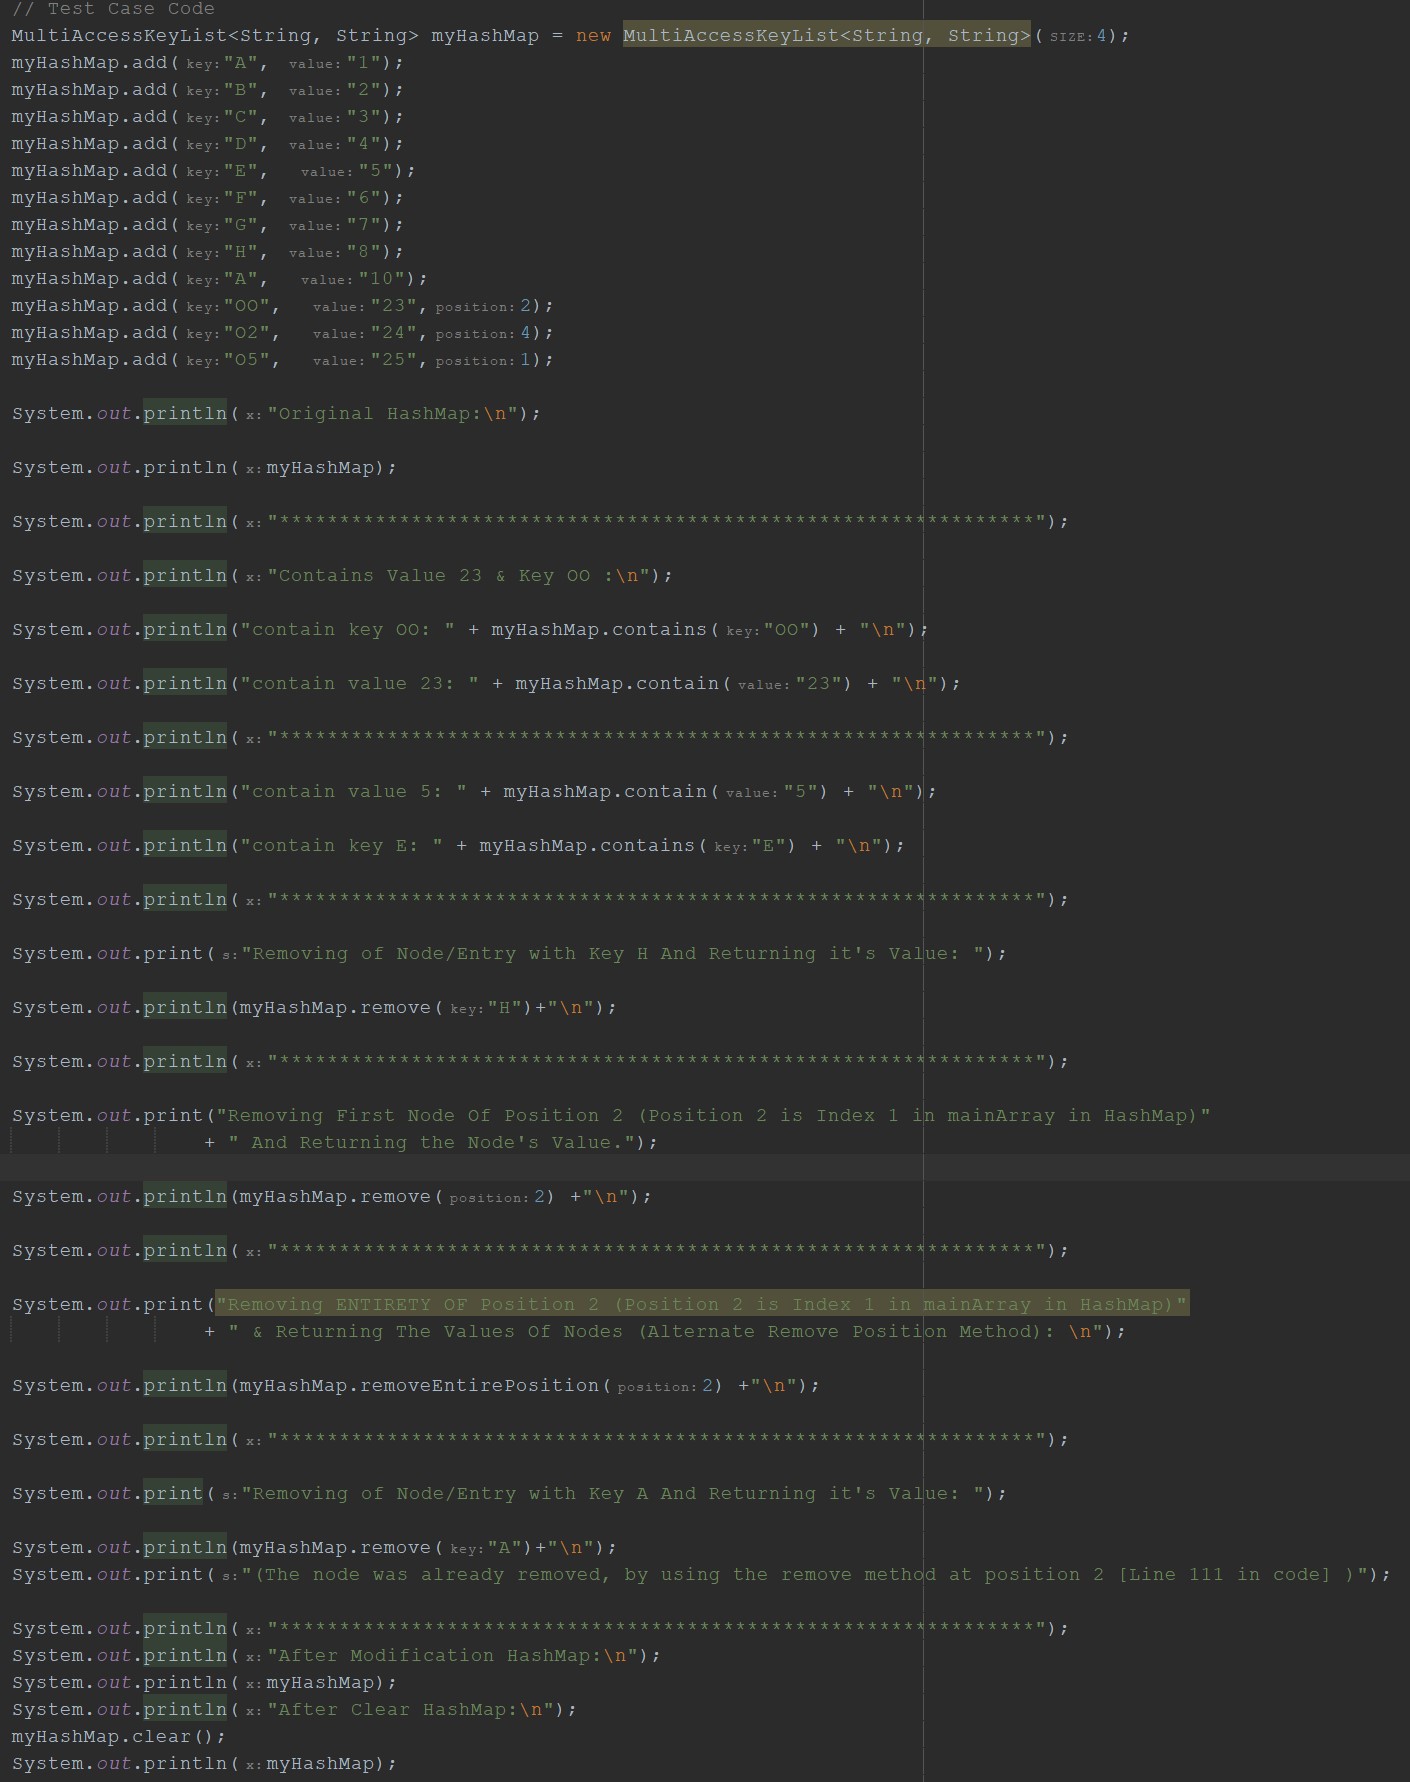 // Test Case Code
MultiAccessKeyList<String, String> myHashMap = new MultiAccessKeyList<String, String>( SIZE: 4);
myHashMap.add( key: "A",  value: "1");
myHashMap.add( key: "B",  value: "2");
myHashMap.add( key: "C",  value: "3");
myHashMap.add( key: "D",  value: "4");
myHashMap.add( key: "E",   value: "5");
myHashMap.add( key: "F",  value: "6");
myHashMap.add( key: "G",  value: "7");
myHashMap.add( key: "H",  value: "8");
myHashMap.add( key: "A",   value: "10");
myHashMap.add( key: "OO",   value: "23", position: 2);
myHashMap.add( key: "O2",   value: "24", position: 4);
myHashMap.add( key: "O5",   value: "25", position: 1);
System.out.println( x: "Original HashMap:\n");
System.out.println( x: myHashMap);
System.out.println( x: "***************************************************************");
System.out.println( x: "Contains Value 23 & Key OO :\n");
System.out.println("contain key OO: " + myHashMap.contains( key: "OO") + "\n");
System.out.println("contain value 23: " + myHashMap.contain( value: "23") + "\n");
System.out.println( x: "***************************************************************");
System.out.println("contain value 5: " + myHashMap.contain( value: "5") + "\n");
System.out.println("contain key E: " + myHashMap.contains( key: "E") + "\n");
System.out.println( x: "***************************************************************");
System.out.print( s: "Removing of Node/Entry with Key H And Returning it's Value: ");
System.out.println(myHashMap.remove( key: "H")+"\n");
System.out.println( x: "***************************************************************");
System.out.print("Removing First Node Of Position 2 (Position 2 is Index 1 in mainArray in HashMap)"
+ " And Returning the Node's Value.");
System.out.println(myHashMap.remove( position: 2) +"\n");
System.out.println( x: "***************************************************************");
System.out.print("Removing ENTIRETY OF Position 2 (Position 2 is Index 1 in mainArray in HashMap)"
+ " & Returning The Values Of Nodes (Alternate Remove Position Method): \n");
System.out.println(myHashMap.removeEntirePosition( position: 2) +"\n");
System.out.println( x: "***************************************************************");
System.out.print( s: "Removing of Node/Entry with Key A And Returning it's Value: ");
System.out.println(myHashMap.remove( key: "A")+"\n");
System.out.print( s: "(The node was already removed, by using the remove method at position 2 [Line 111 in code] )");
System.out.println( x: "***************************************************************");
System.out.println( x: "After Modification HashMap:\n");
System.out.println( x: myHashMap);
System.out.println( x: "After Clear HashMap:\n");
myHashMap.clear();
System.out.println( x: myHashMap);